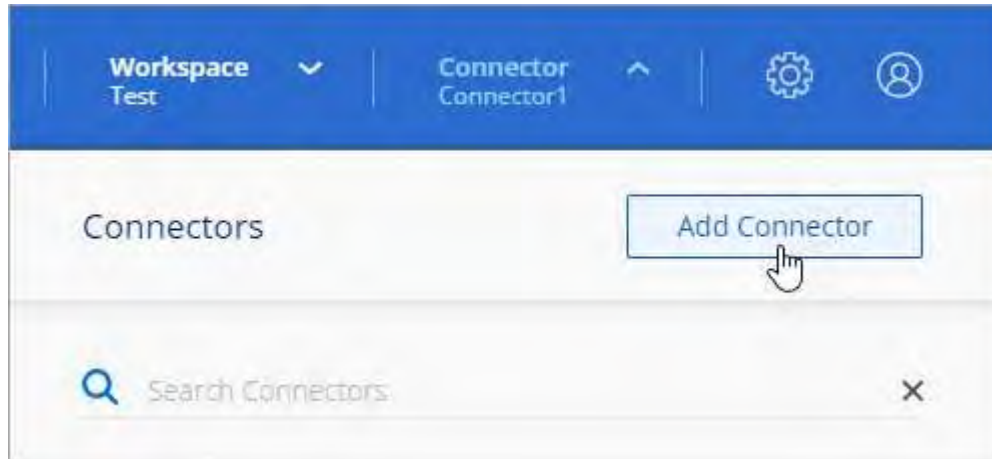 Workspace
Test
Connector
Connector1
Connectors
Add Connector
Search Connectors